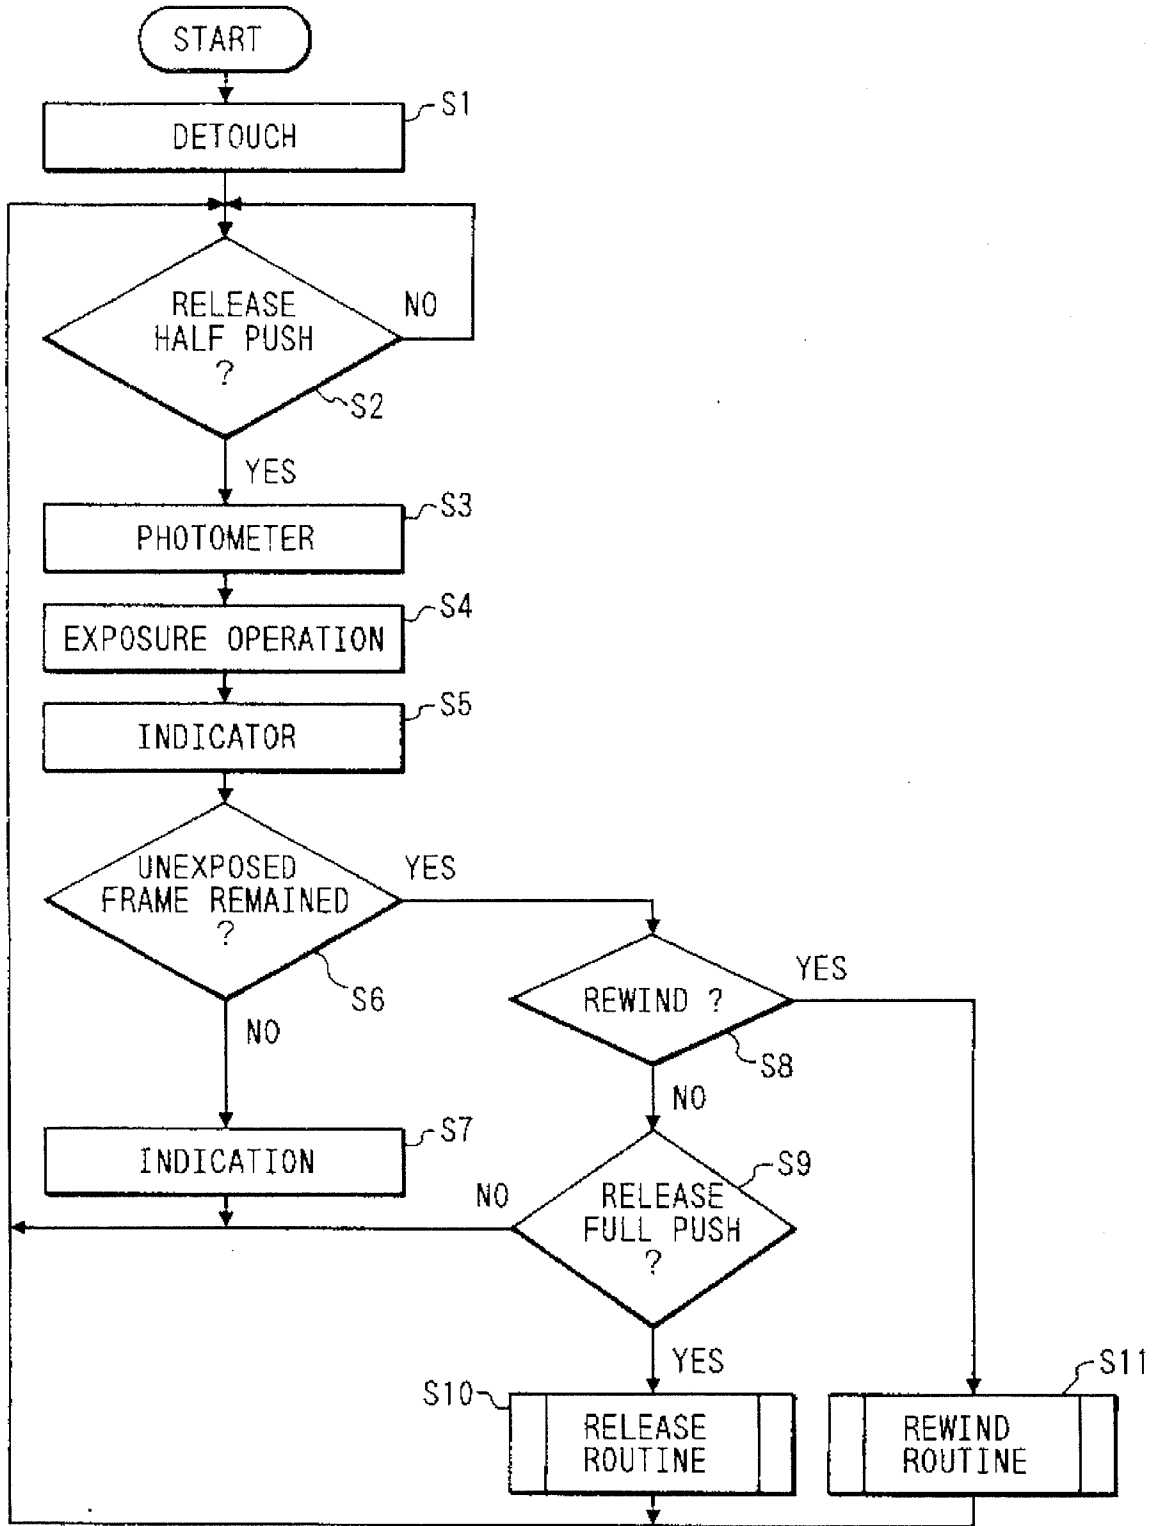 START
S1
DETOUCH
RELEASE
HALF PUSH
?
NO
S2
YES
S3
PHOTOMETER
S4
EXPOSURE OPERATION
S5
INDICATOR
UNEXPOSED
FRAME REMAINED
?
YES
S6
NO
REWIND ?
YES
S8
NO
S7
INDICATION
S9
RELEASE
FULL PUSH
?
NO
YES
S10
RELEASE
ROUTINE
S11
REWIND
ROUTINE